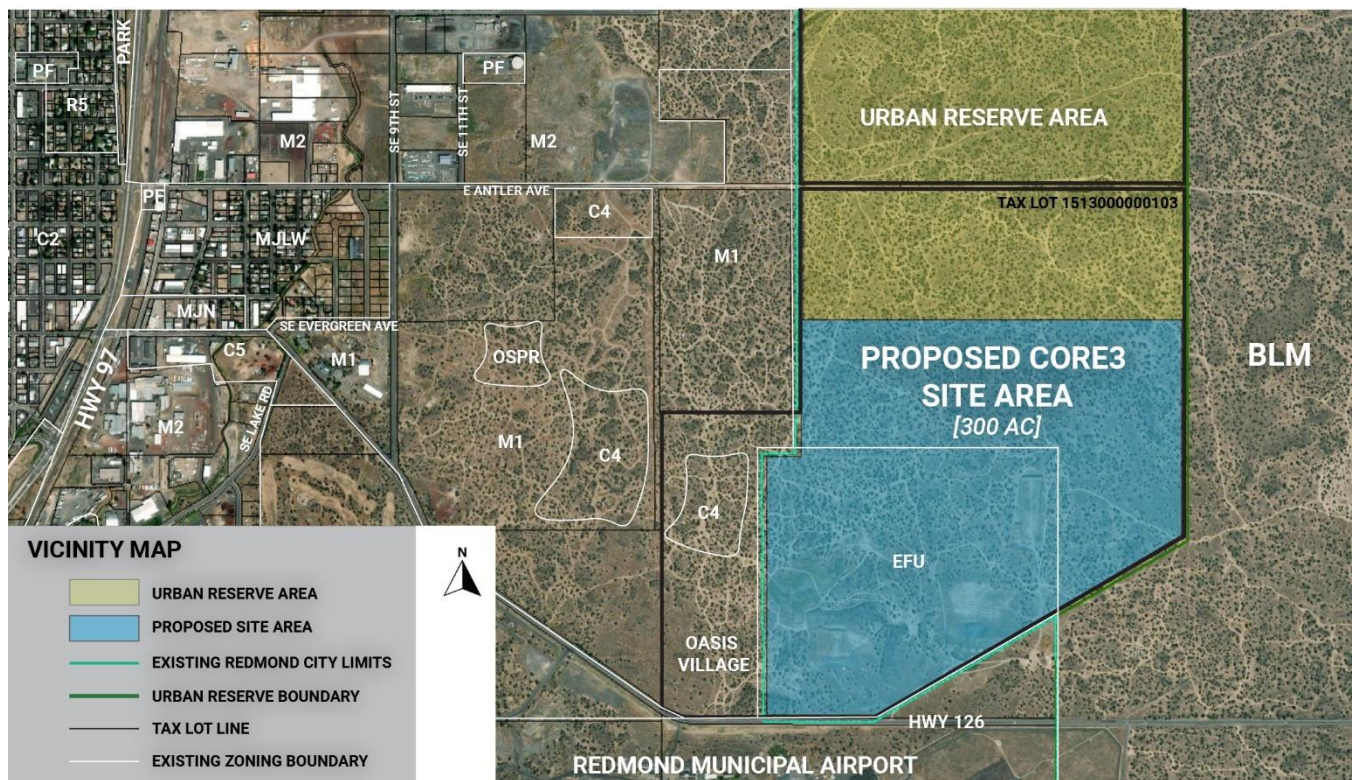 PARK
PF
R5
M2
SE 9TH ST
SE 11TH ST
PF
M2
URBAN RESERVE AREA
E ANTLER AVE
TAX LOT 1513000000103
PF
C2
MJLW
C4
M1
MJN
SE EVERGREEN AVE
HWY 97
C5
M1
OSPR
PROPOSED CORE3
SITE AREA
[300 AC]
BLM
M2
SE LAKE RD
M1
C4
C4
EFU
OASIS
VILLAGE
HWY 126
REDMOND MUNICIPAL AIRPORT
VICINITY MAP
N
URBAN RESERVE AREA
PROPOSED SITE AREA
EXISTING REDMOND CITY LIMITS
URBAN RESERVE BOUNDARY
TAX LOT LINE
EXISTING ZONING BOUNDARY